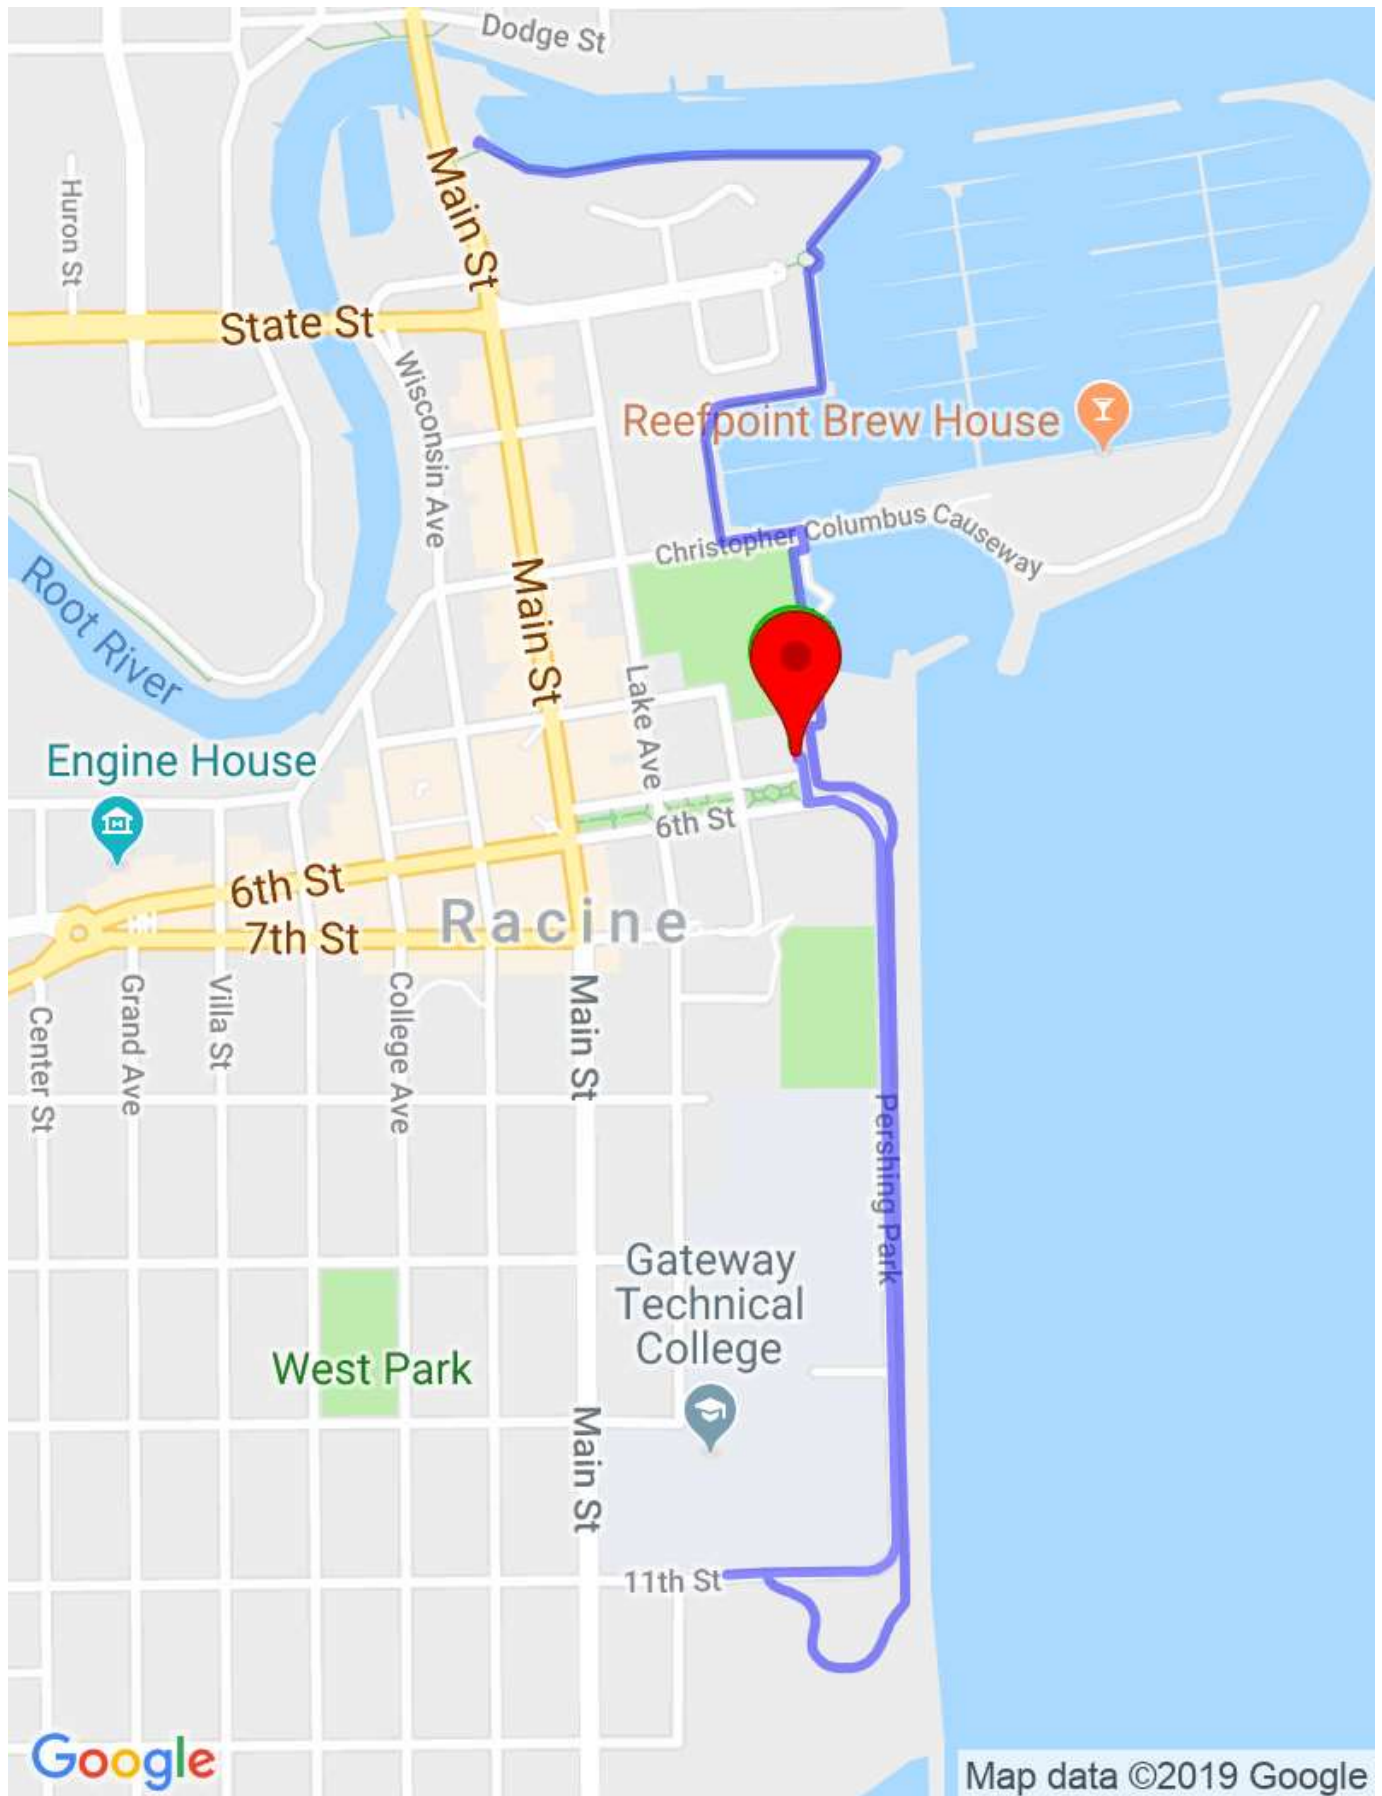 Dodge St
Main St
Huron St
State St
Wisconsin Ave
Reefpoint Brew House
Christopher Columbus Causeway
Root River
Main St
Lake Ave
Engine House
6th St
6th St
Racine
7th St
Center St
Grand Ave
Villa St
College Ave
Main St
Pershing Park
Gateway
Technical
College
West Park
Main St
11th St
Google
Map data ©2019 Google